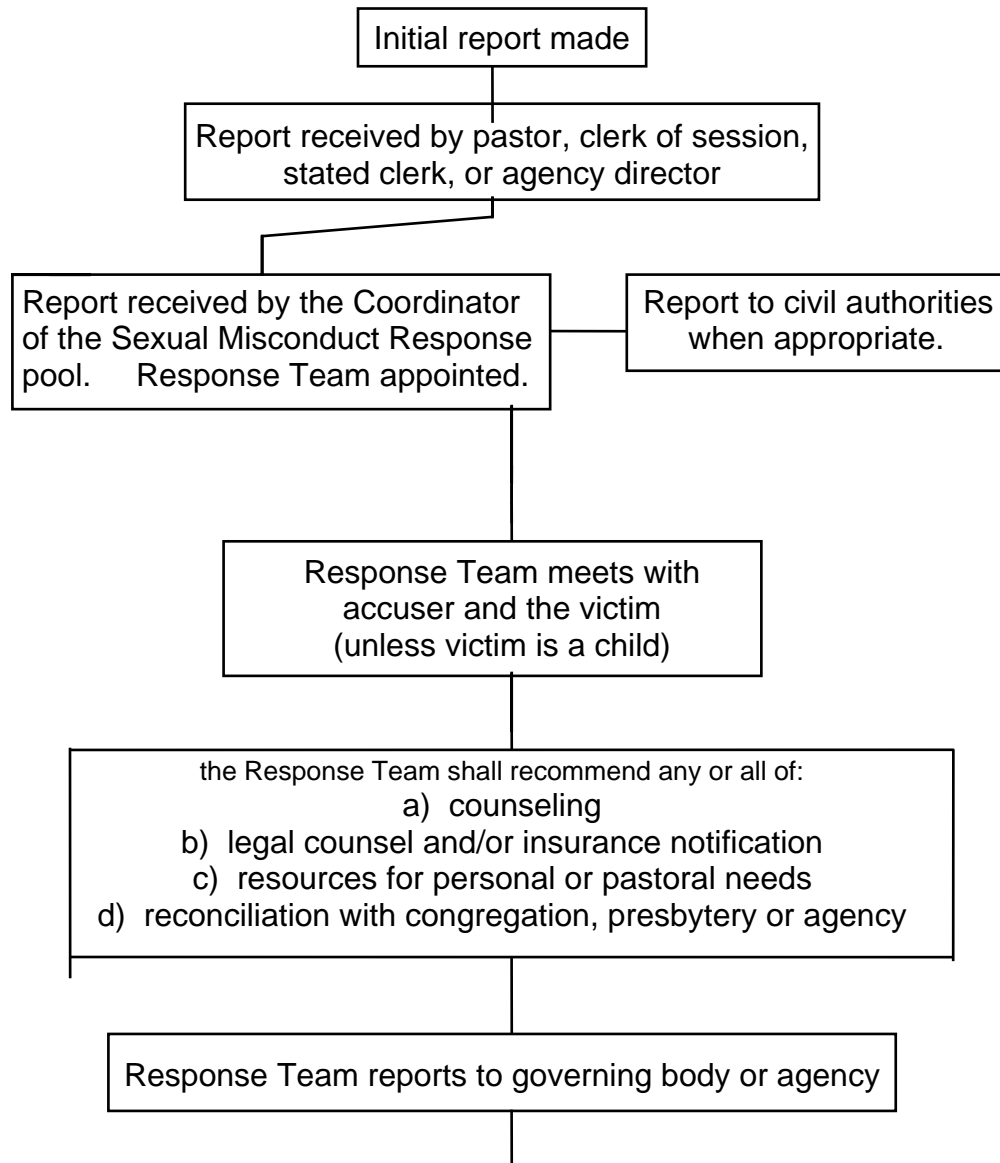 Initial report made
Report received by pastor, clerk of session,
stated clerk, or agency director
Report received by the Coordinator
of the Sexual Misconduct Response
pool. Response Team appointed.
Report to civil authorities
when appropriate.
Response Team meets with
accuser and the victim
(unless victim is a child)
the Response Team shall recommend any or all of:
a) counseling
b) legal counsel and/or insurance notification
c) resources for personal or pastoral needs
d) reconciliation with congregation, presbytery or agency
Response Team reports to governing body or agency